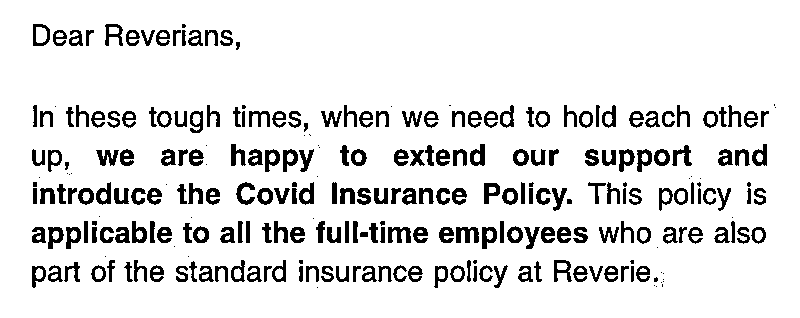 Dear Reverians,
In these tough times, when we need to hold each other
up, we are happy to extend our support and
introduce the Covid Insurance Policy. This policy is
applicable to all the full-time employees who are also
part of the standard insurance policy at Reverie.